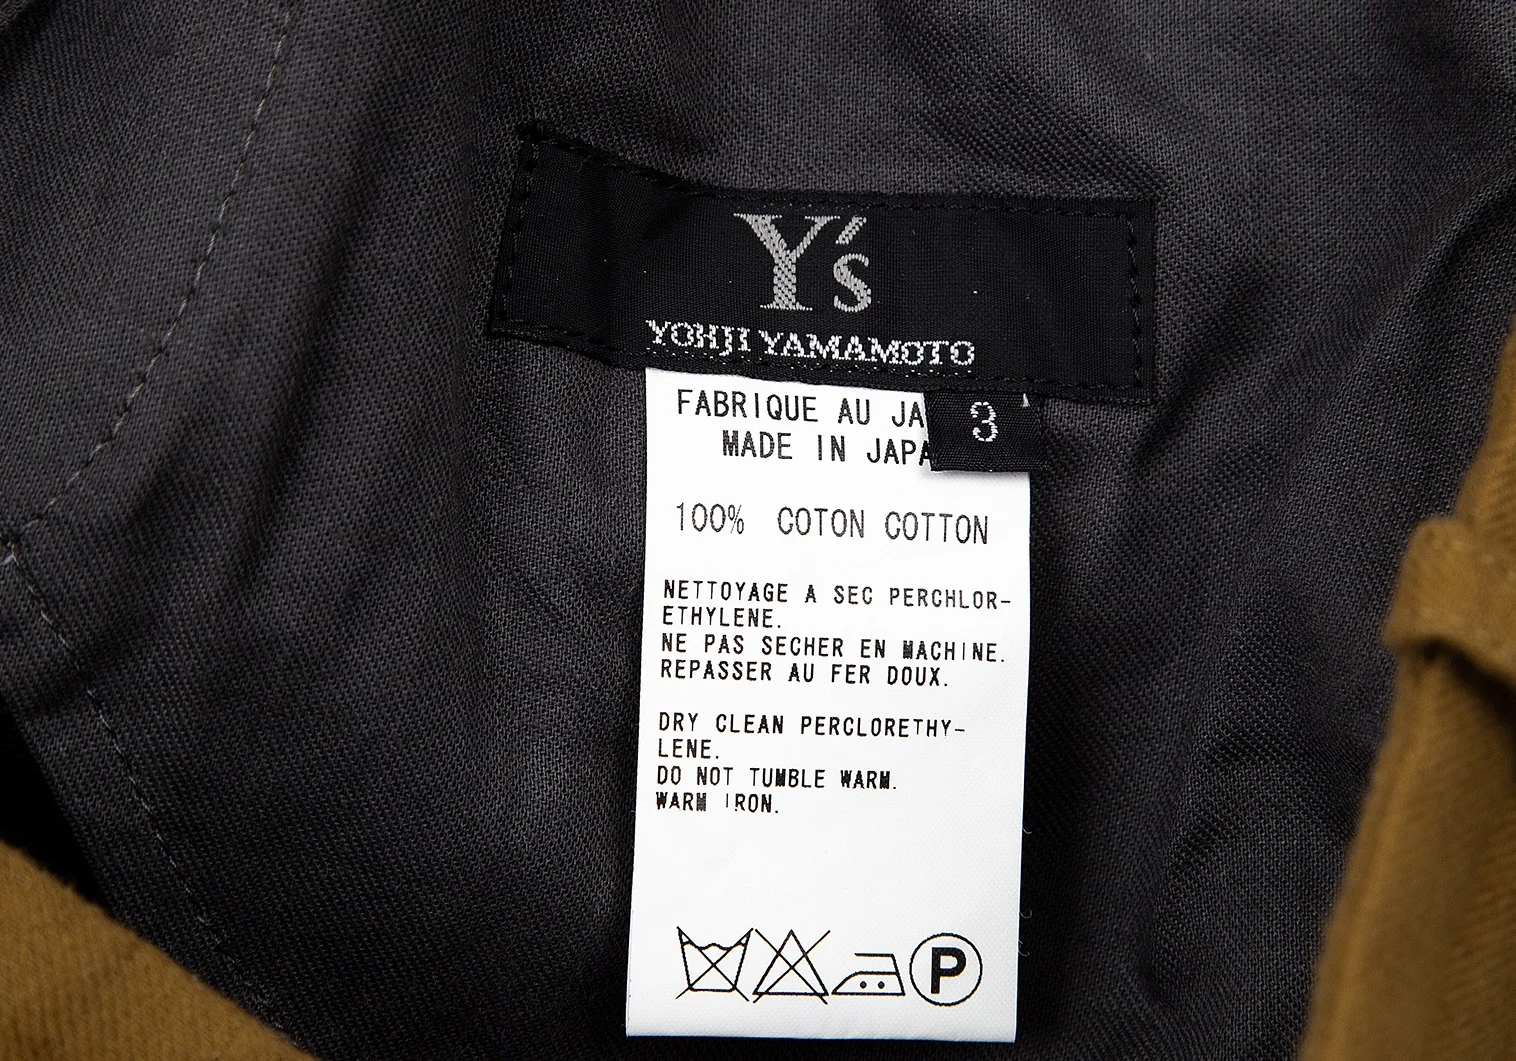 Y's
YOHJI YAMAMOTO
3
FABRIQUE AU JA
MADE IN JAPA
100% COTON COTTON
NETTOYAGE A SEC PERCHLOR-
ETHYLENE.
NE PAS SECHER EN MACHINE.
REPASSER AU FER DOUX.
DRY CLEAN PERCLORETHY-
LENE.
DO NOT TUMBLE WARM.
WARM IRON.
P